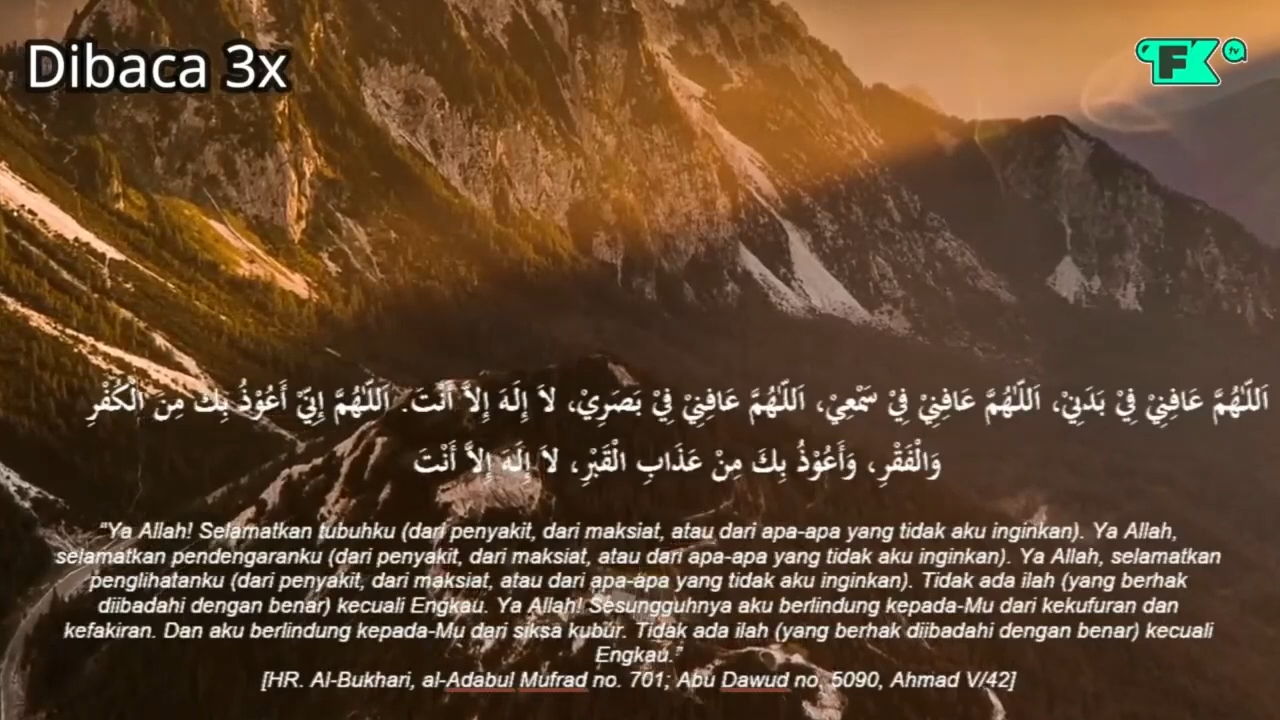 Dibaca 3x
FK tv
اَللّٰهُمَّ عَافِنِيْ فِيْ بَدَنِيْ، اَللّٰهُمَّ عَافِنِيْ فِيْ سَمْعِيْ، اَللّٰهُمَّ عَافِنِيْ فِيْ بَصَرِيْ، لاَ إِلَهَ إِلاَّ أَنْتَ. اَللّٰهُمَّ إِنِّيْ أَعُوْذُ بِكَ مِنَ الْكُفْرِ
وَالْفَقْرِ، وَأَعُوْذُ بِكَ مِنْ عَذَابِ الْقَبْرِ، لاَ إِلَهَ إِلاَّ أَنْتَ
"Ya Allah! Selamatkan tubuhku (dari penyakit, dari maksiat, atau dari apa-apa yang tidak aku inginkan). Ya Allah,
selamatkan pendengaranku (dari penyakit, dari maksiat, atau dari apa-apa yang tidak aku inginkan). Ya Allah, selamatkan
penglihatanku (dari penyakit, dari maksiat, atau dari apa-apa yang tidak aku inginkan). Tidak ada ilah (yang berhak
diibadahi dengan benar) kecuali Engkau. Ya Allah! Sesungguhnya aku berlindung kepada-Mu dari kekufuran dan
kefakiran. Dan aku berlindung kepada-Mu dari siksa kubur. Tidak ada ilah (yang berhak diibadahi dengan benar) kecuali
Engkau."
[HR. Al-Bukhari, al-Adabul Mufrad no. 701; Abu Dawud no. 5090, Ahmad V/42]